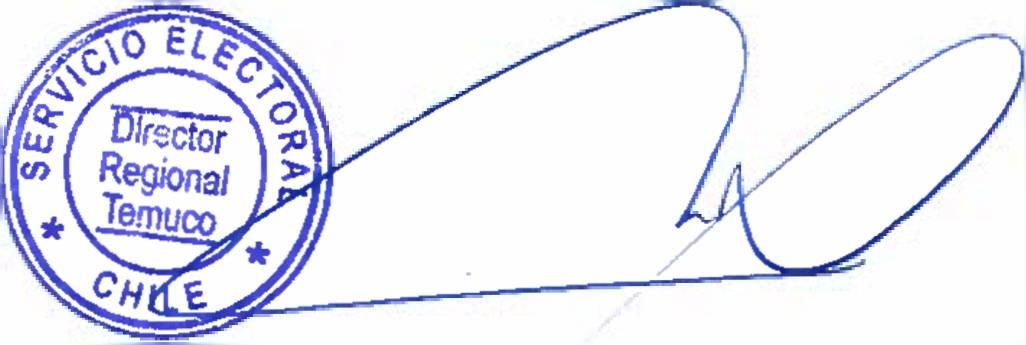 SERVICIO ELECTORAL
Director
Regional
Temuco
* CHILE *